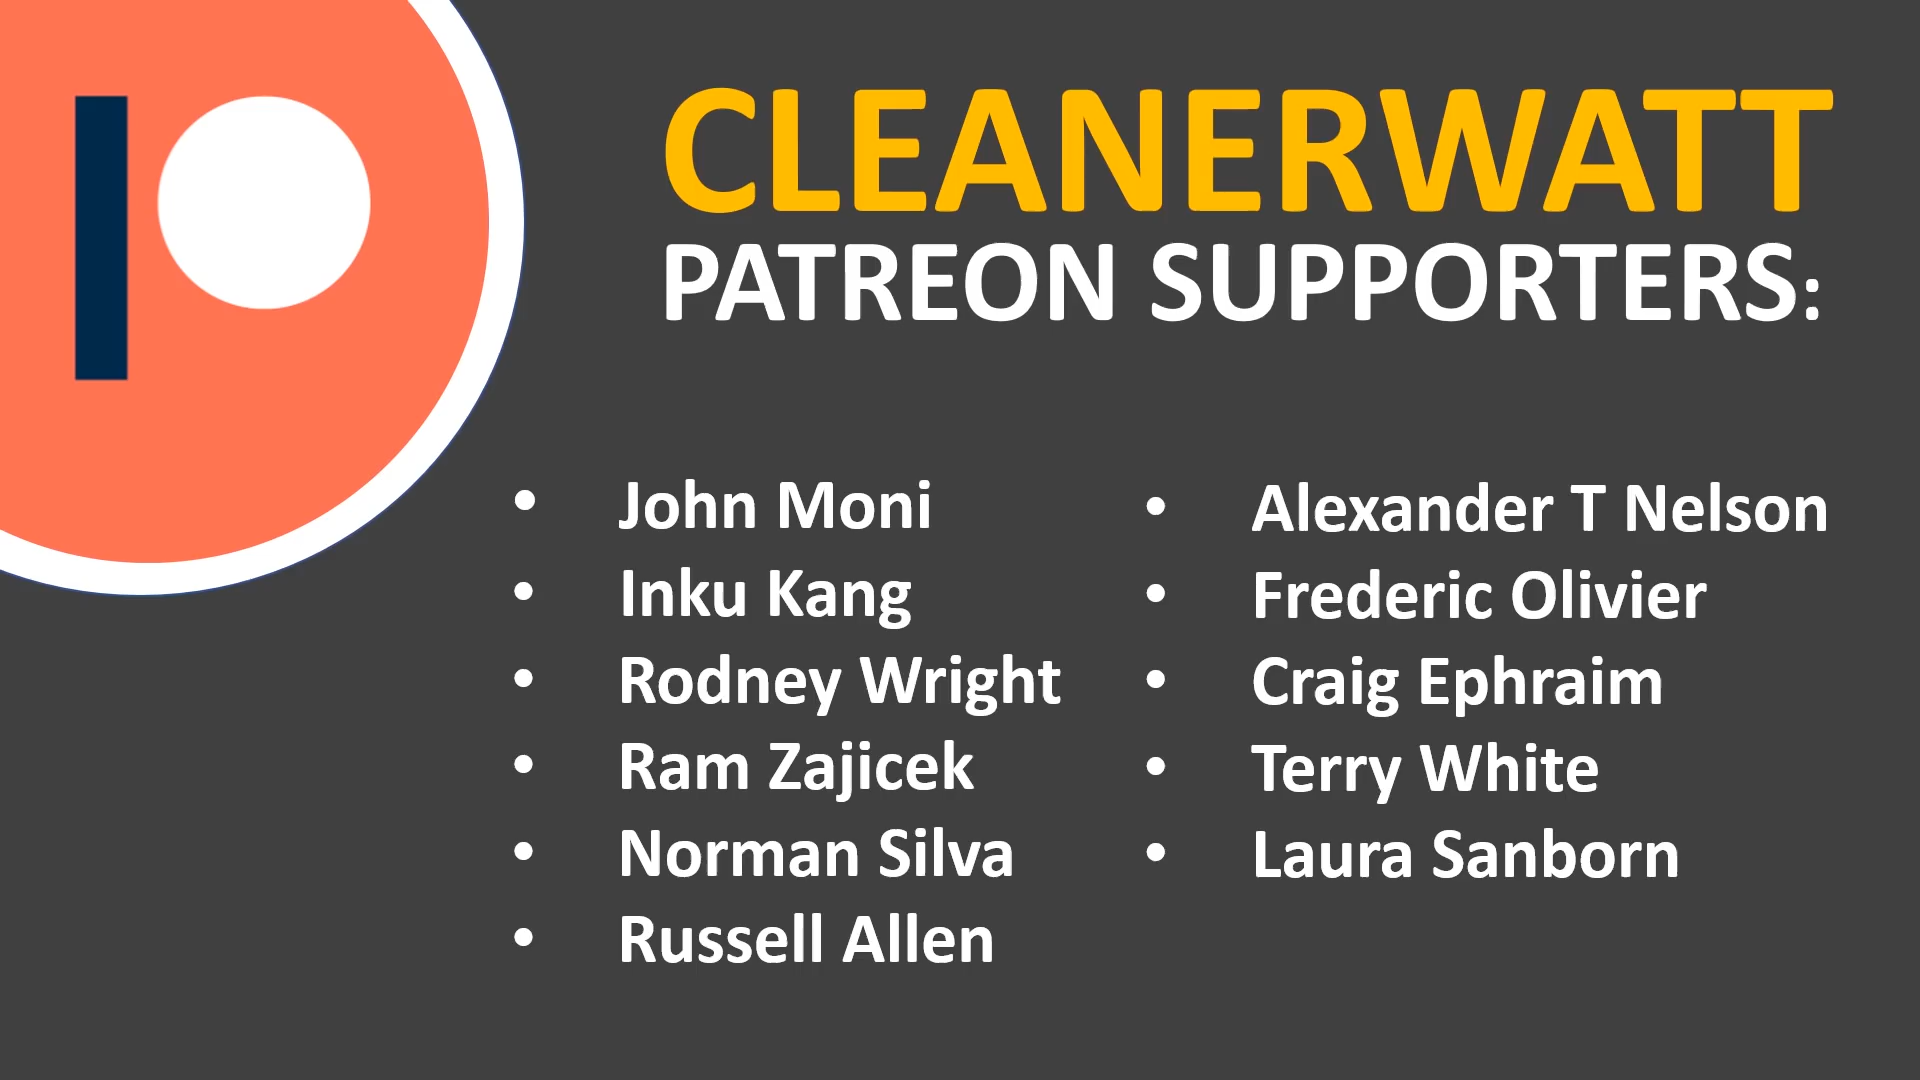 CLEANERWATT
PATREON SUPPORTERS:
• John Moni
• Inku Kang
• Rodney Wright
• Ram Zajicek
• Norman Silva
• Russell Allen
• Alexander T Nelson
• Frederic Olivier
• Craig Ephraim
• Terry White
• Laura Sanborn